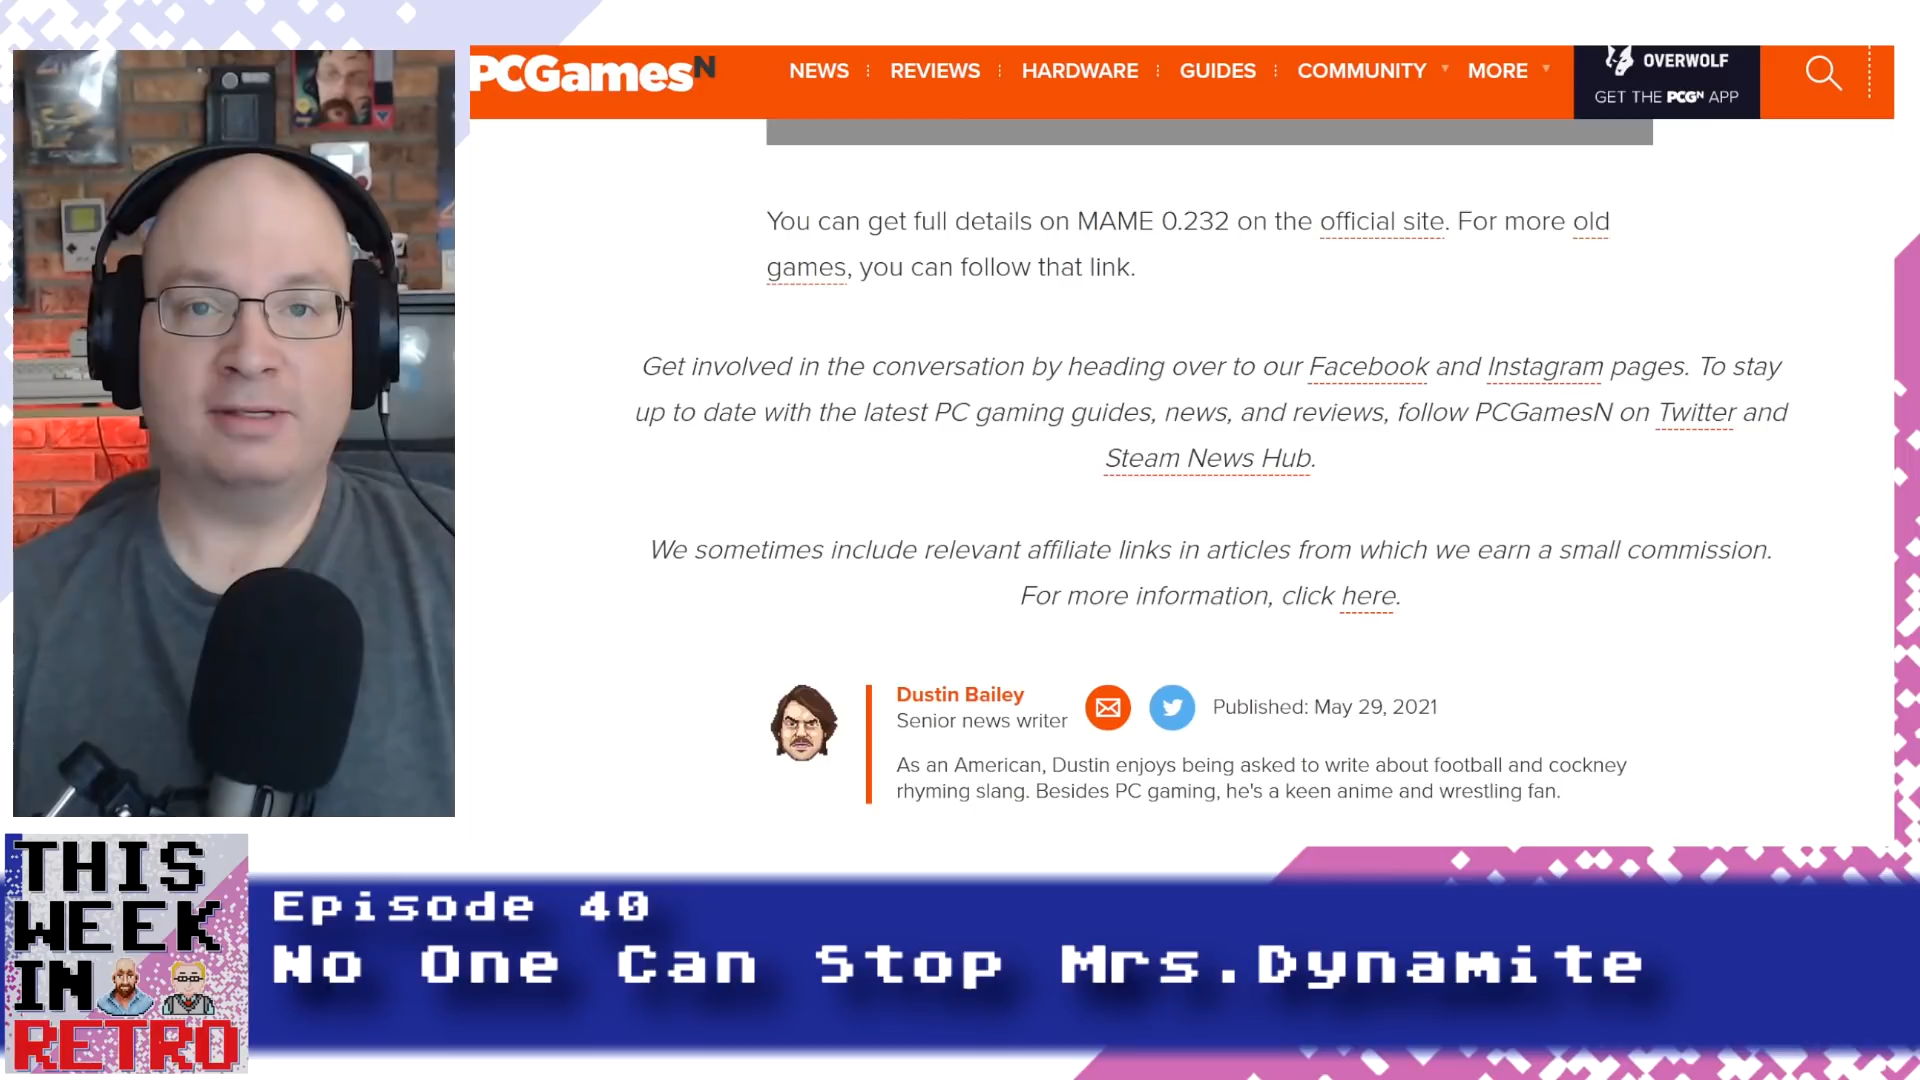 PCGamesN
NEWS
REVIEWS
HARDWARE
GUIDES
COMMUNITY
MORE
OVERWOLF
GET THE PCGN APP
You can get full details on MAME 0.232 on the official site. For more old
games, you can follow that link.
Get involved in the conversation by heading over to our Facebook and Instagram pages. To stay
up to date with the latest PC gaming guides, news, and reviews, follow PCGamesN on Twitter and
Steam News Hub.
We sometimes include relevant affiliate links in articles from which we earn a small commission.
For more information, click here.
Dustin Bailey
Senior news writer
Published: May 29, 2021
As an American, Dustin enjoys being asked to write about football and cockney
rhyming slang. Besides PC gaming, he's a keen anime and wrestling fan.
THIS
WEEK
IN
RETRO
Episode 40
No One Can Stop Mrs.Dynamite